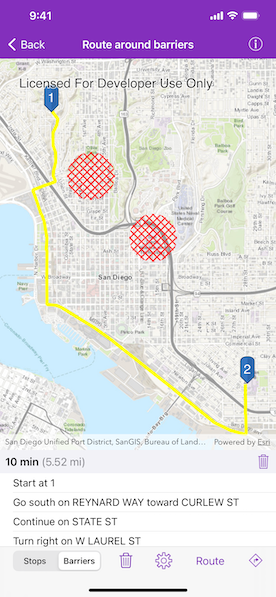 9:41
Back
Route around barriers
Licensed For Developer Use Only
1
San Diego
2
San Diego Unified Port District, SanGIS, Bureau of Land...
Powered by Esri
10 min (5.52 mi)
Start at 1
Go south on REYNARD WAY toward CURLEW ST
Continue on STATE ST
Turn right on W LAUREL ST
Stops
Barriers
Route